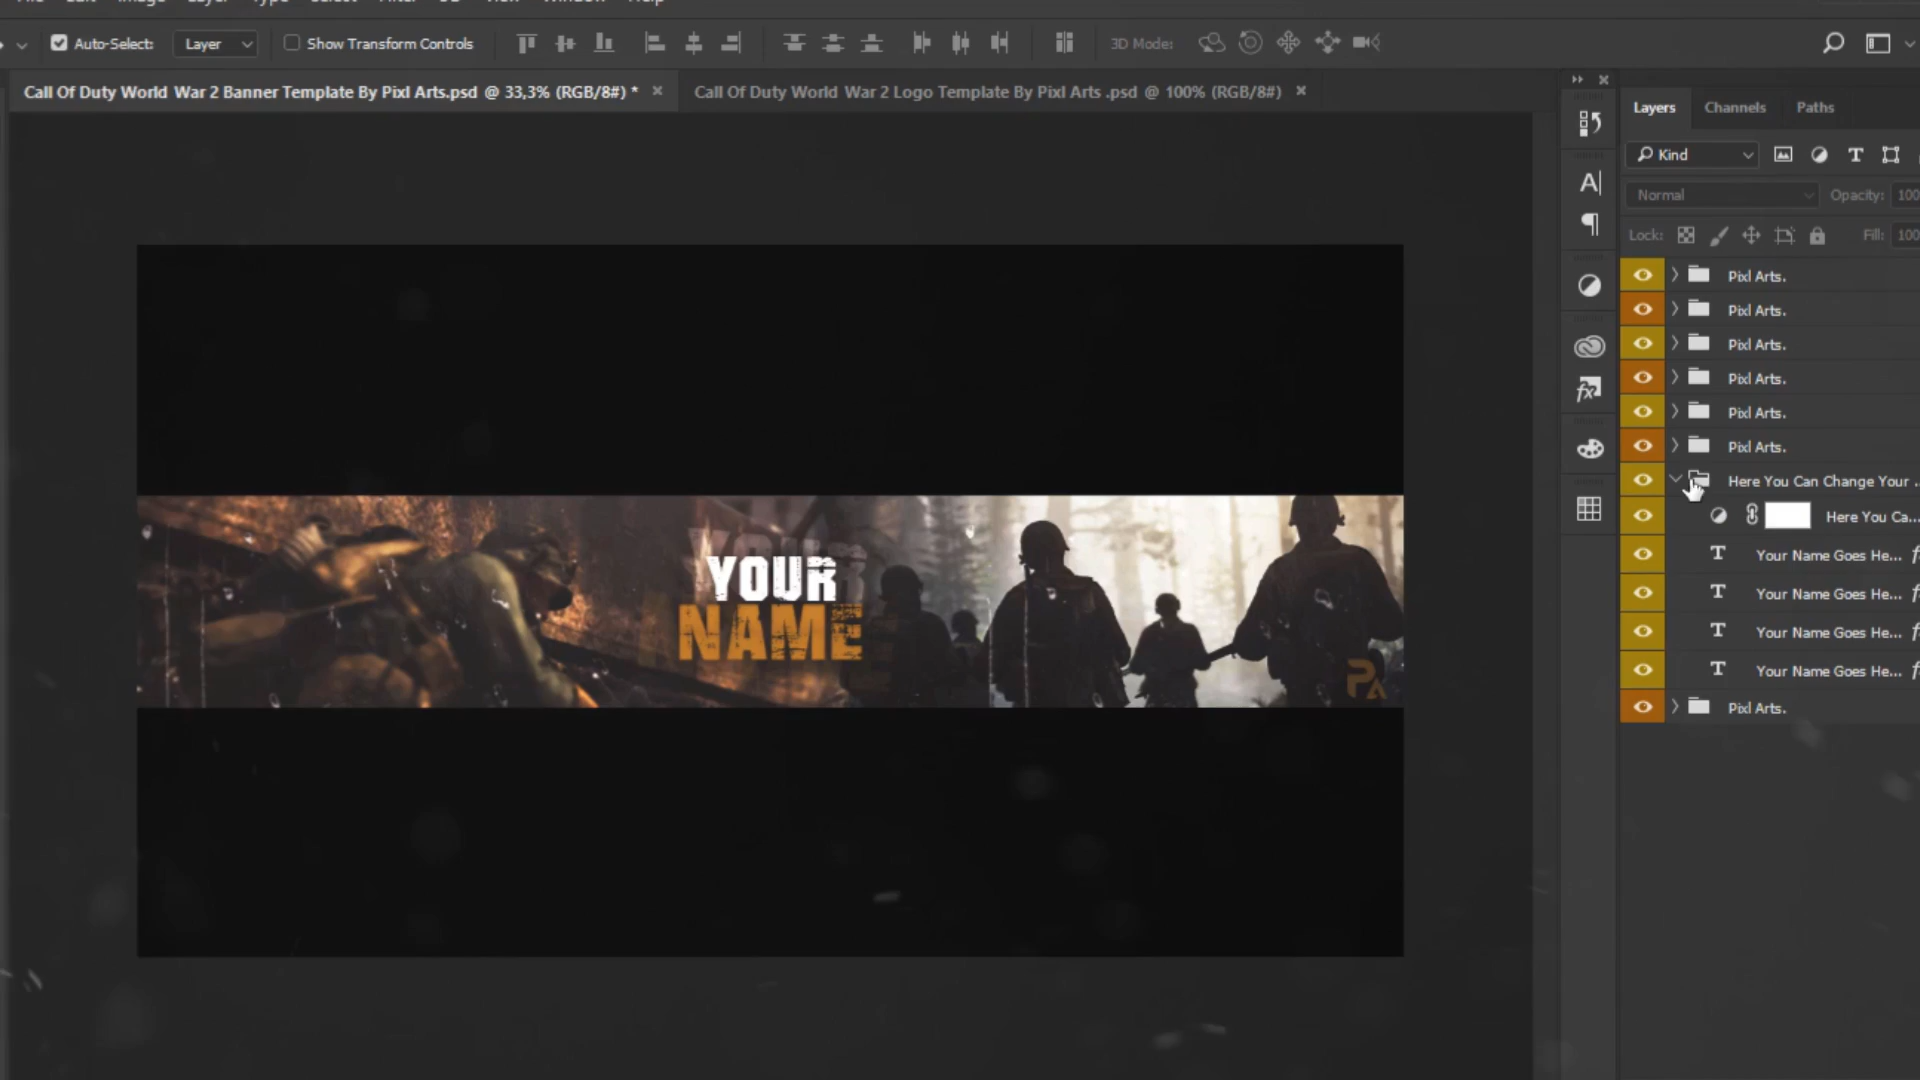 Auto-Select:
Layer
Show Transform Controls
3D Mode:
Call Of Duty World War 2 Banner Template By Pixl Arts.psd @ 33,3% (RGB/8#) *
Call Of Duty World War 2 Logo Template By Pixl Arts .psd @ 100% (RGB/8#)
Layers
Channels
Paths
Kind
Normal
Opacity:
100
Lock:
Fill:
100
Pixl Arts.
Pixl Arts.
Pixl Arts.
Pixl Arts.
Pixl Arts.
Pixl Arts.
Here You Can Change Your ...
Here You Ca...
Your Name Goes He...
Your Name Goes He...
Your Name Goes He...
Your Name Goes He...
Pixl Arts.
YOUR
NAME
PA